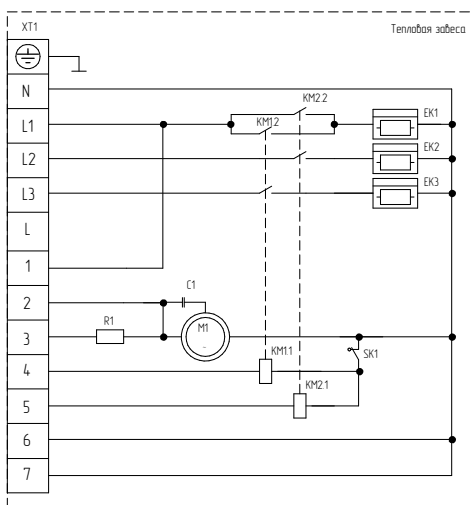 XT1
Тепловая завеса
N
L1
L2
L3
L
1
2
3
4
5
6
7
KM2.2
KM1.2
EK1
EK2
EK3
C1
R1
M1
KM1.1
SK1
KM2.1